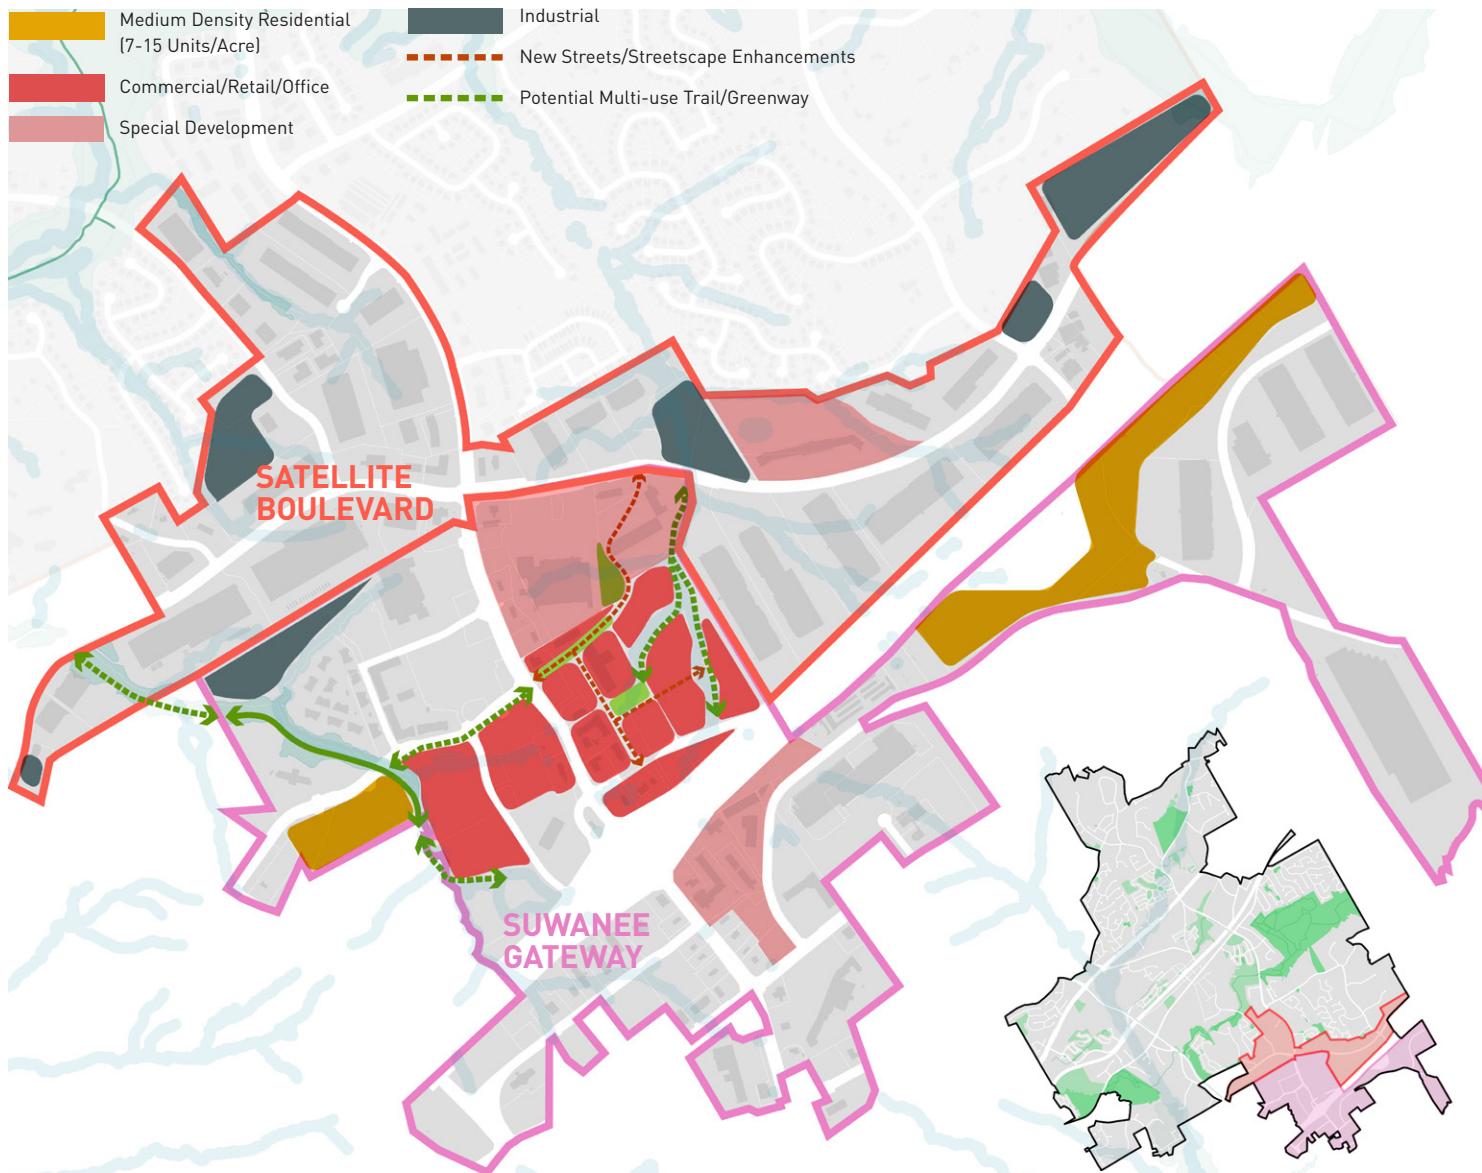 Medium Density Residential
(7-15 Units/Acre)
Commercial/Retail/Office
Special Development
Industrial
New Streets/Streetscape Enhancements
Potential Multi-use Trail/Greenway
SATELLITE
BOULEVARD
SUWANEE
GATEWAY